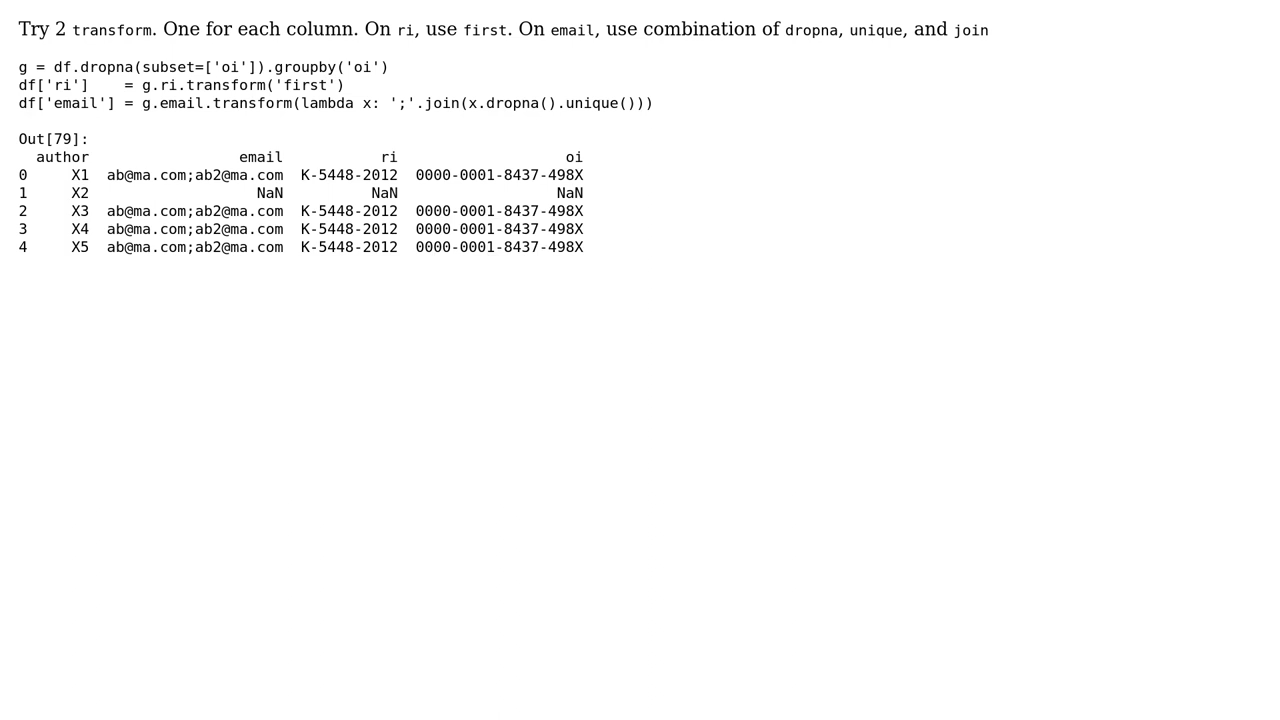 Try 2 transform. One for each column. On ri, use first. On email, use combination of dropna, unique, and join
g = df.dropna(subset=['oi']).groupby('oi')
df['ri']    = g.ri.transform('first')
df['email'] = g.email.transform(lambda x: ';'.join(x.dropna().unique()))
Out[79]:
  author                 email           ri                   oi
0     X1  ab@ma.com;ab2@ma.com  K-5448-2012  0000-0001-8437-498X
1     X2                   NaN          NaN                  NaN
2     X3  ab@ma.com;ab2@ma.com  K-5448-2012  0000-0001-8437-498X
3     X4  ab@ma.com;ab2@ma.com  K-5448-2012  0000-0001-8437-498X
4     X5  ab@ma.com;ab2@ma.com  K-5448-2012  0000-0001-8437-498X